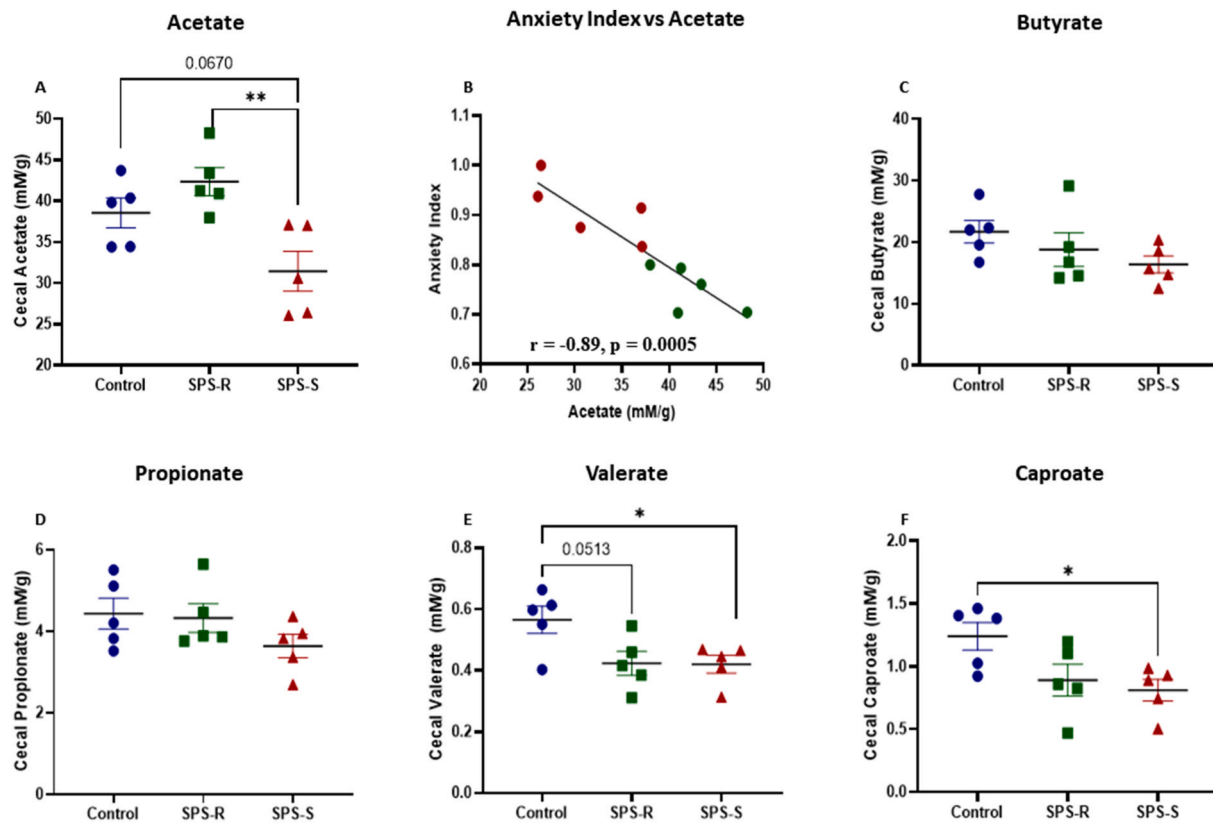 Acetate
0.0670
**
A
Cecal Acetate (mM/g)
50
45
40
35
30
25
20
Control
SPS-R
SPS-S
Anxiety Index vs Acetate
B
Anxiety Index
1.1
1.0
0.9
0.8
0.7
0.6
r = -0.89, p = 0.0005
20
25
30
35
40
45
50
Acetate (mM/g)
Butyrate
C
Cecal Butyrate (mM/g)
40
30
20
10
0
Control
SPS-R
SPS-S
Propionate
D
Cecal Propionate (mM/g)
6
4
2
0
Control
SPS-R
SPS-S
Valerate
E
*
0.0513
Cecal Valerate (mM/g)
0.8
0.6
0.4
0.2
0.0
Control
SPS-R
SPS-S
Caproate
F
*
Cecal Caproate (mM/g)
2.0
1.5
1.0
0.5
0.0
Control
SPS-R
SPS-S